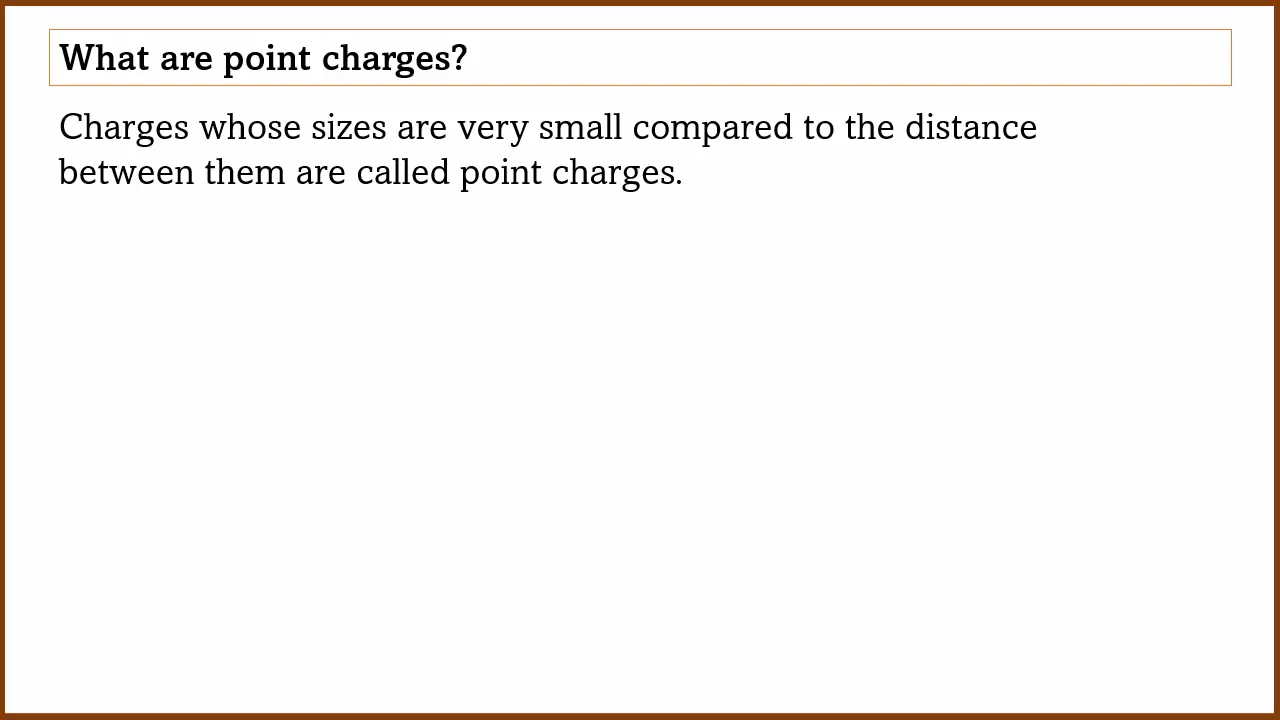 What are point charges?
Charges whose sizes are very small compared to the distance
between them are called point charges.